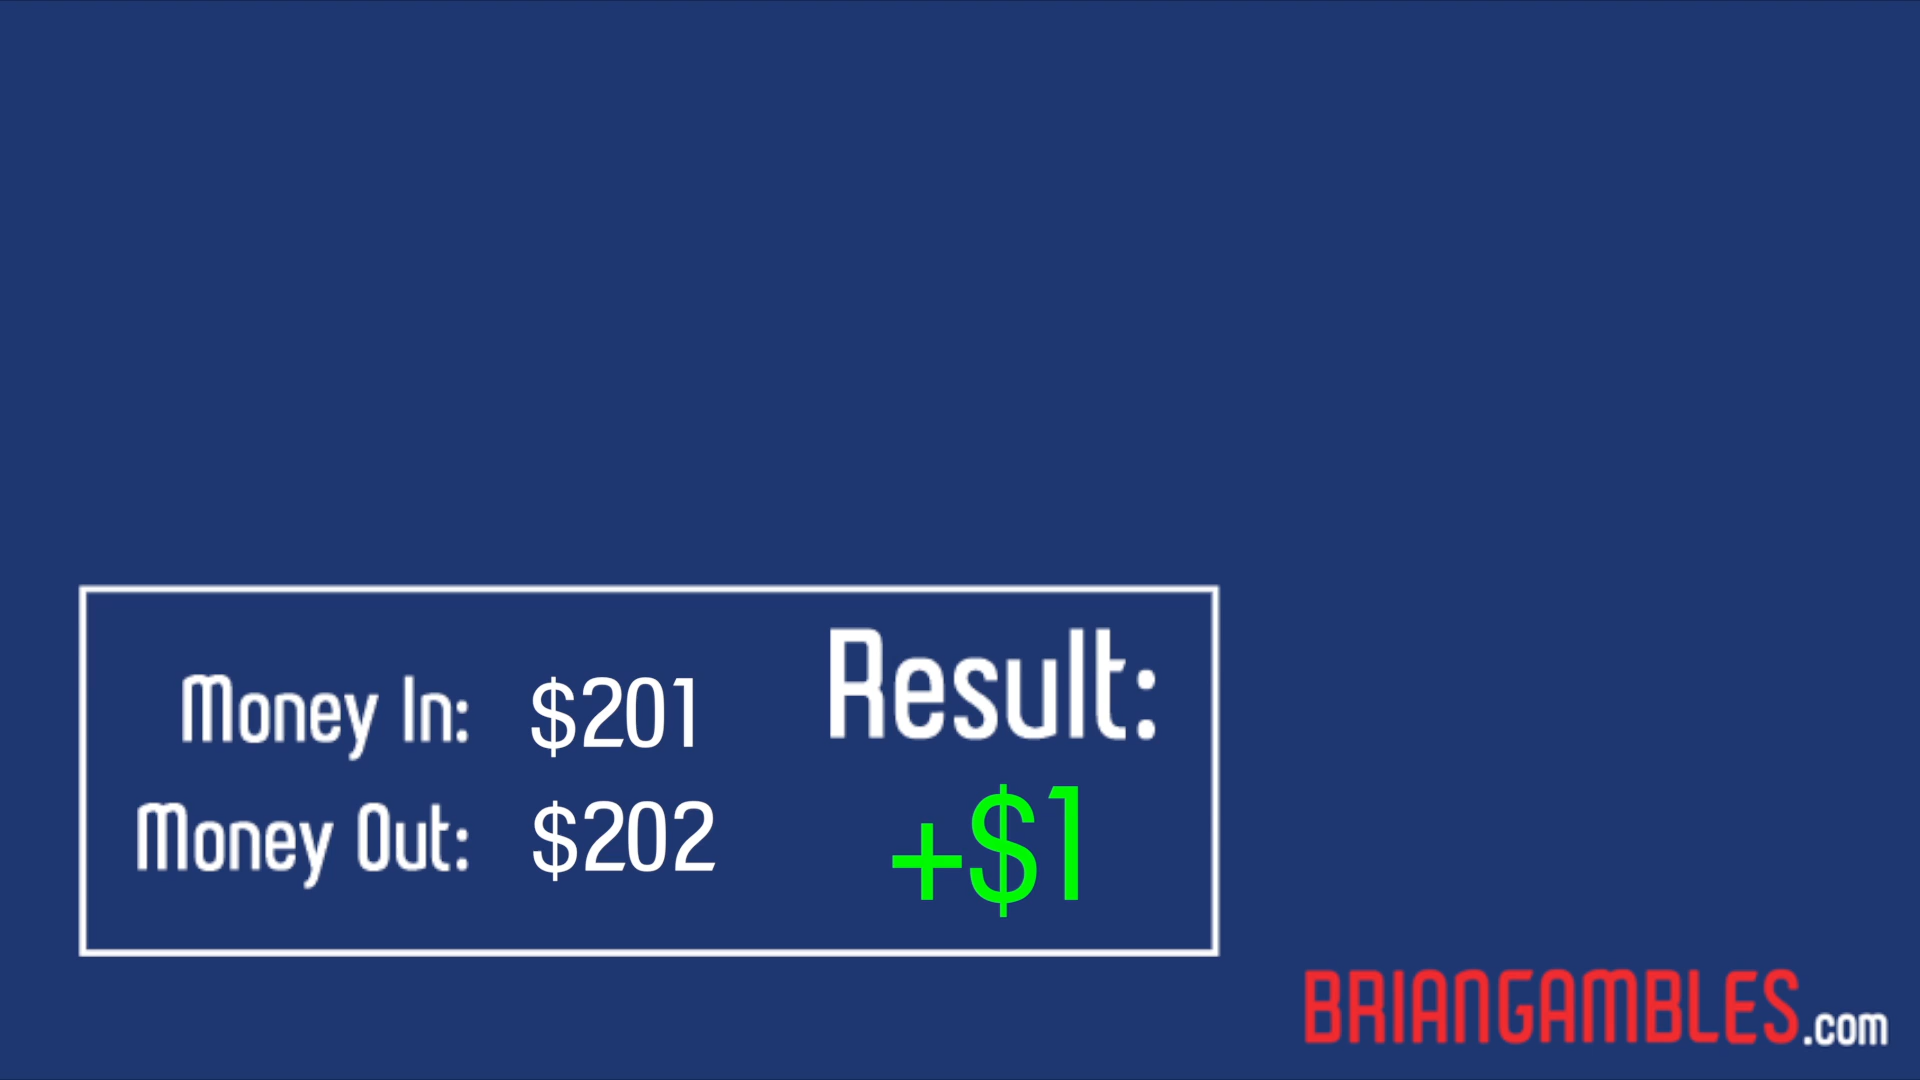 Money In: $201
Money Out: $202
Result:
+$1
BRIANGAMBLES.com